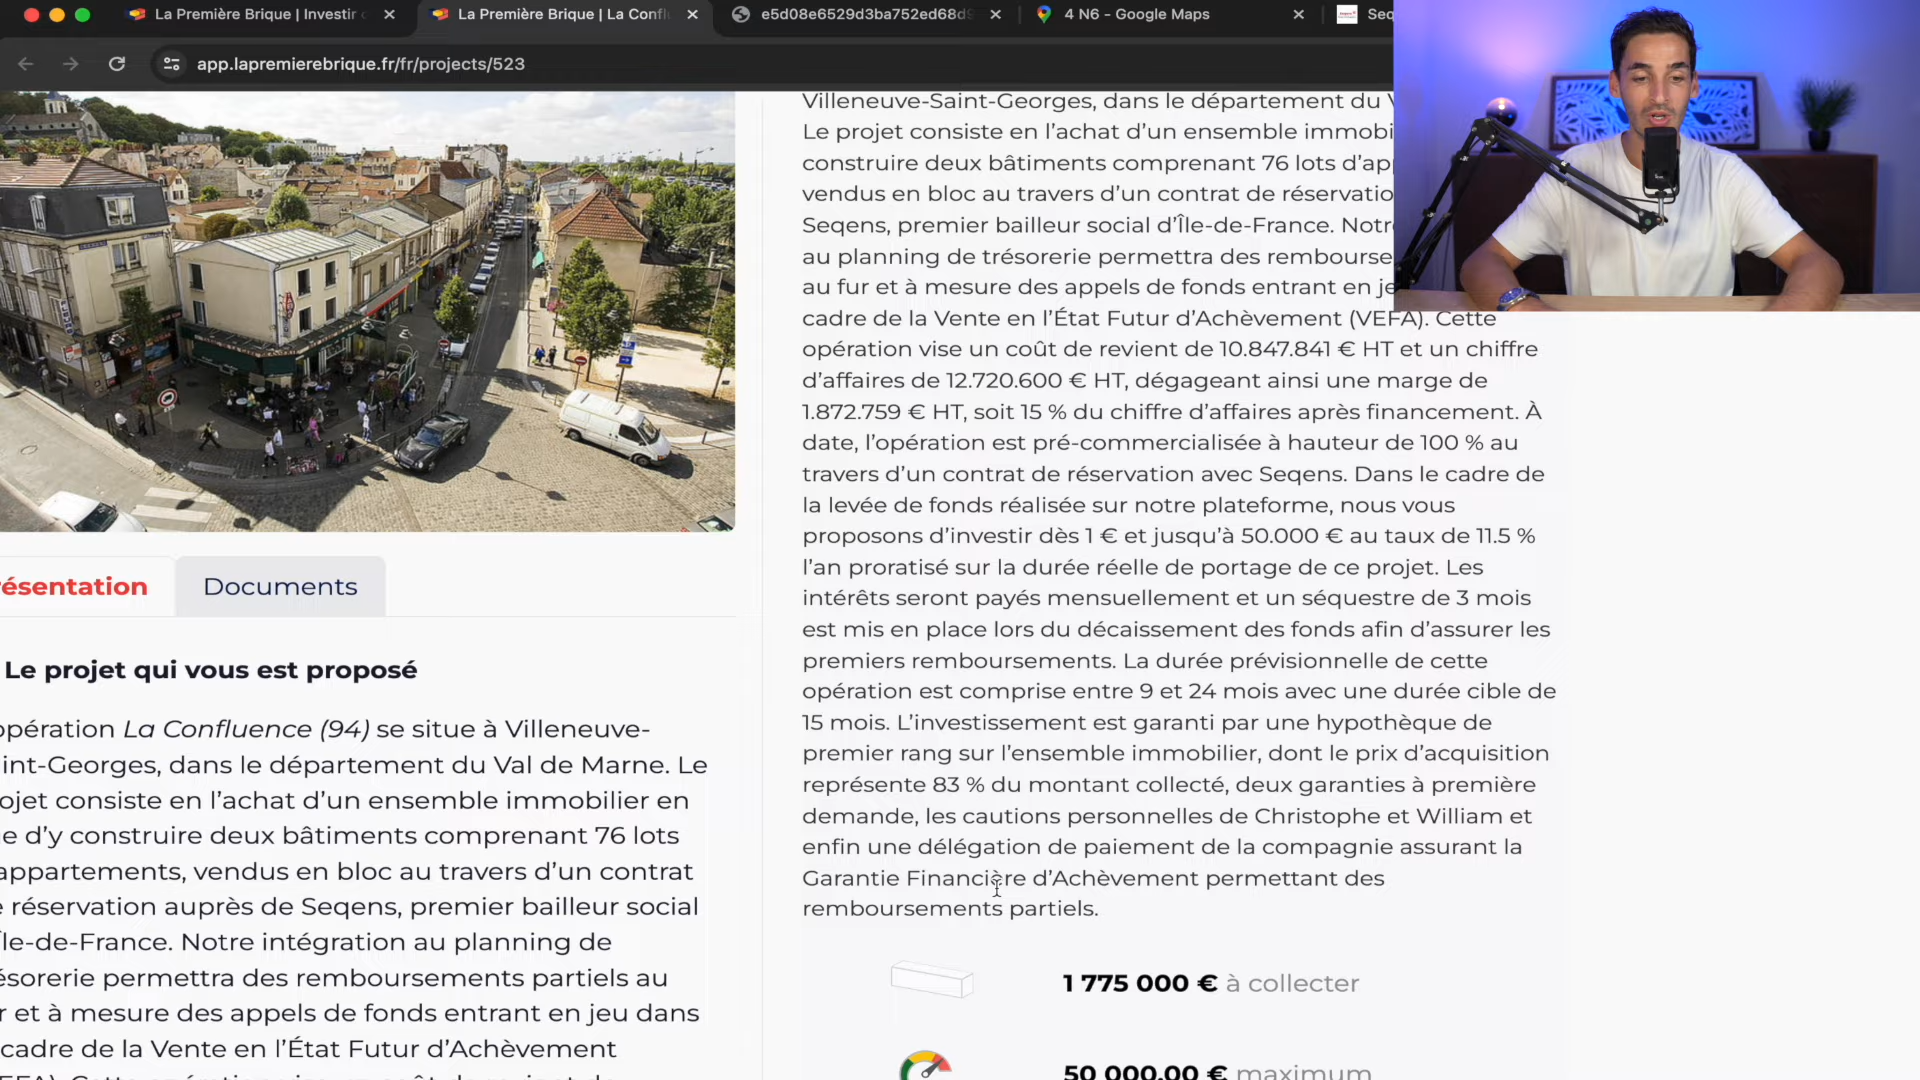 La Première Brique | Investir
La Première Brique | La Confl
e5d08e6529d3ba752ed68d9
4 N6 - Google Maps
Seq
app.lapremierebrique.fr/fr/projects/523
Villeneuve-Saint-Georges, dans le département du V
Le projet consiste en l'achat d'un ensemble immobi
construire deux bâtiments comprenant 76 lots d'app
vendus en bloc au travers d'un contrat de réservatio
Seqens, premier bailleur social d'Île-de-France. Notr
au planning de trésorerie permettra des rembourse
au fur et à mesure des appels de fonds entrant en je
cadre de la Vente en l'État Futur d'Achèvement (VEFA). Cette
opération vise un coût de revient de 10.847.841 € HT et un chiffre
d'affaires de 12.720.600 € HT, dégageant ainsi une marge de
1.872.759 € HT, soit 15 % du chiffre d'affaires après financement. À
date, l'opération est pré-commercialisée à hauteur de 100 % au
travers d'un contrat de réservation avec Seqens. Dans le cadre de
la levée de fonds réalisée sur notre plateforme, nous vous
proposons d'investir dès 1 € et jusqu'à 50.000 € au taux de 11.5 %
l'an proratisé sur la durée réelle de portage de ce projet. Les
intérêts seront payés mensuellement et un séquestre de 3 mois
est mis en place lors du décaissement des fonds afin d'assurer les
premiers remboursements. La durée prévisionnelle de cette
opération est comprise entre 9 et 24 mois avec une durée cible de
15 mois. L'investissement est garanti par une hypothèque de
premier rang sur l'ensemble immobilier, dont le prix d'acquisition
représente 83 % du montant collecté, deux garanties à première
demande, les cautions personnelles de Christophe et William et
enfin une délégation de paiement de la compagnie assurant la
Garantie Financière d'Achèvement permettant des
remboursements partiels.
1 775 000 € à collecter
50 000,00 € maximum
résentation
Documents
Le projet qui vous est proposé
opération La Confluence (94) se situe à Villeneuve-
int-Georges, dans le département du Val de Marne. Le
ojet consiste en l'achat d'un ensemble immobilier en
e d'y construire deux bâtiments comprenant 76 lots
appartements, vendus en bloc au travers d'un contrat
e réservation auprès de Seqens, premier bailleur social
Île-de-France. Notre intégration au planning de
ésorerie permettra des remboursements partiels au
r et à mesure des appels de fonds entrant en jeu dans
cadre de la Vente en l'État Futur d'Achèvement